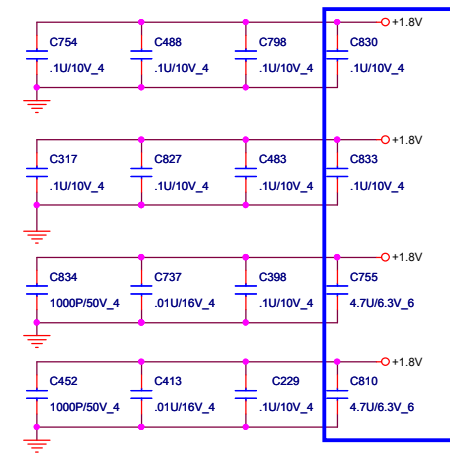 +1.8V
C754 C488 C798 C830
.1U/10V_4 .1U/10V_4 .1U/10V_4 .1U/10V_4
+1.8V
C317 C827 C483 C833
.1U/10V_4 .1U/10V_4 .1U/10V_4 .1U/10V_4
+1.8V
C834 C737 C398 C755
1000P/50V_4 .01U/16V_4 .1U/10V_4 4.7U/6.3V_6
+1.8V
C452 C413 C229 C810
1000P/50V_4 .01U/16V_4 .1U/10V_4 4.7U/6.3V_6